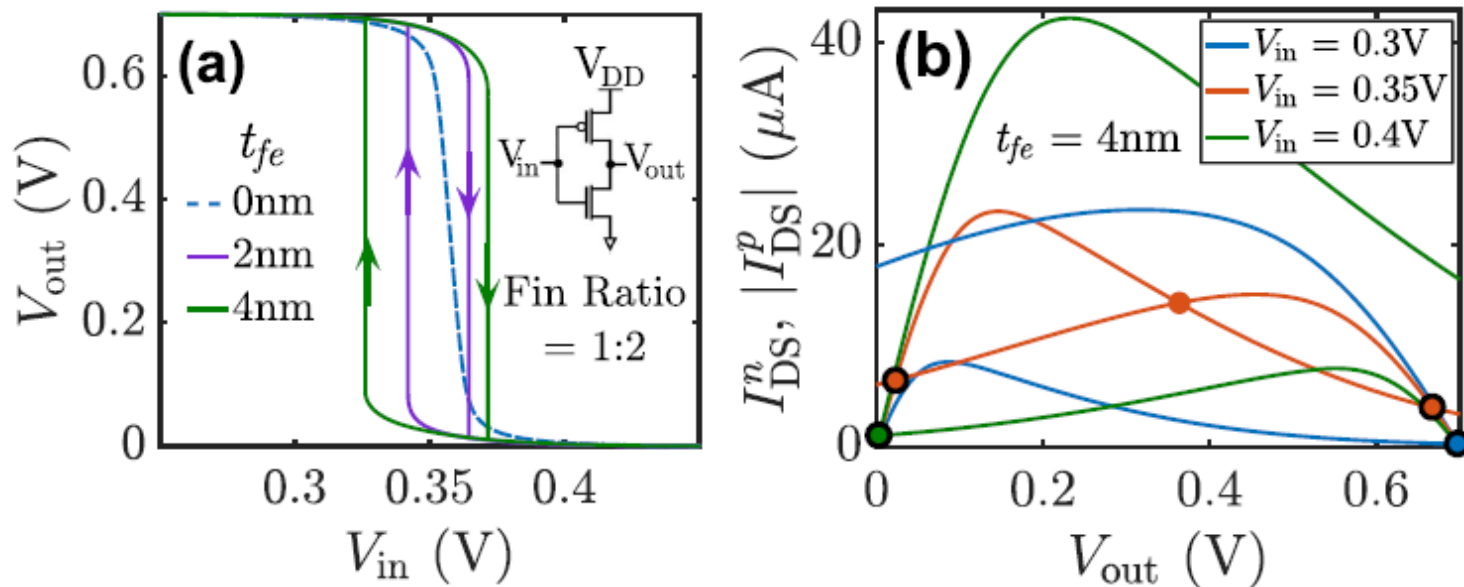 (a)
V_out (V)
0.6
0.4
0.2
0
0.3
0.35
0.4
V_in (V)
t_fe
0nm
2nm
4nm
V_DD
V_in
V_out
Fin Ratio
= 1:2
(b)
I^n_DS, |I^p_DS| (μA)
40
20
0
0
0.2
0.4
0.6
V_out (V)
t_fe = 4nm
V_in = 0.3V
V_in = 0.35V
V_in = 0.4V